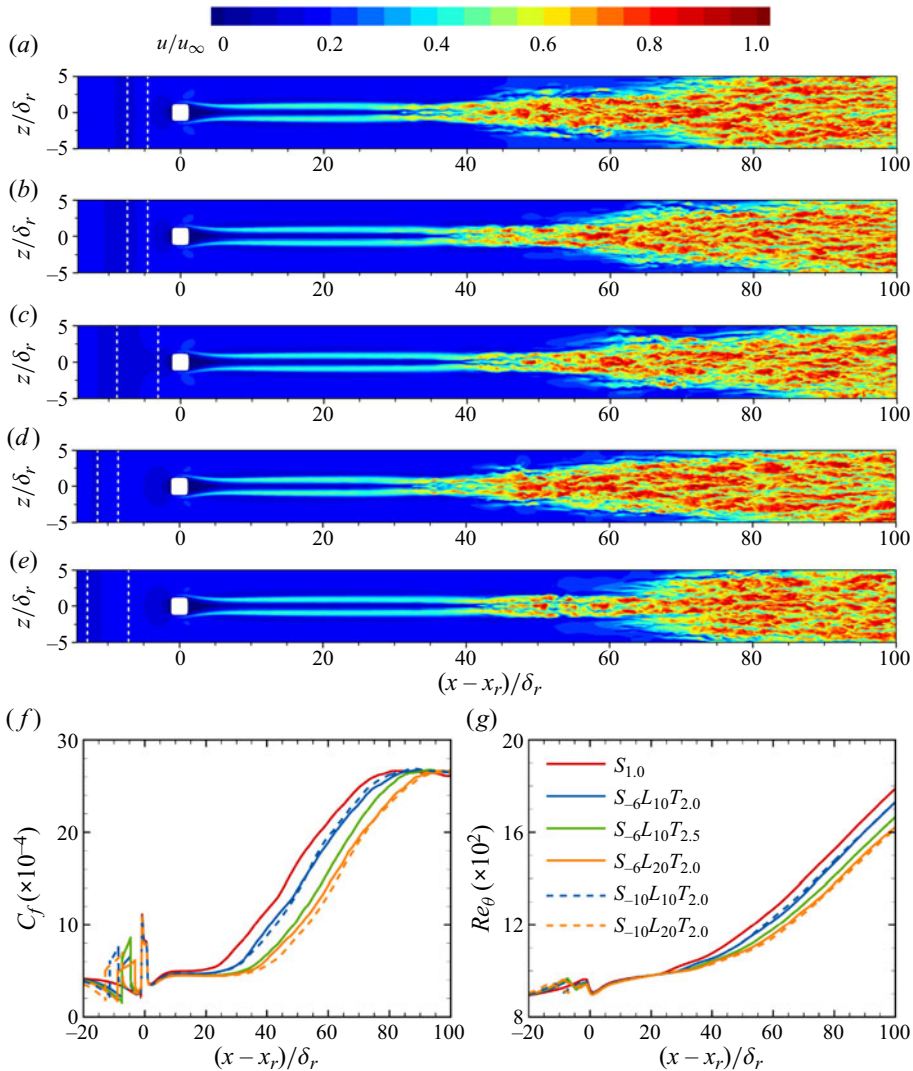 u/u∞ 0 0.2 0.4 0.6 0.8 1.0
(a)
5
z/δr 0
−5
0 20 40 60 80 100
(b)
5
z/δr 0
−5
0 20 40 60 80 100
(c)
5
z/δr 0
−5
0 20 40 60 80 100
(d)
5
z/δr 0
−5
0 20 40 60 80 100
(e)
5
z/δr 0
−5
0 20 40 60 80 100
(x − xr)/δr
(f)
30
20
Cf (×10−4)
10
0
−20 0 20 40 60 80 100
(x − xr)/δr
(g)
20
16
Reθ (×10²)
12
8
S1.0
S−6L10T2.0
S−6L10T2.5
S−6L20T2.0
S−10L10T2.0
S−10L20T2.0
−20 0 20 40 60 80 100
(x − xr)/δr